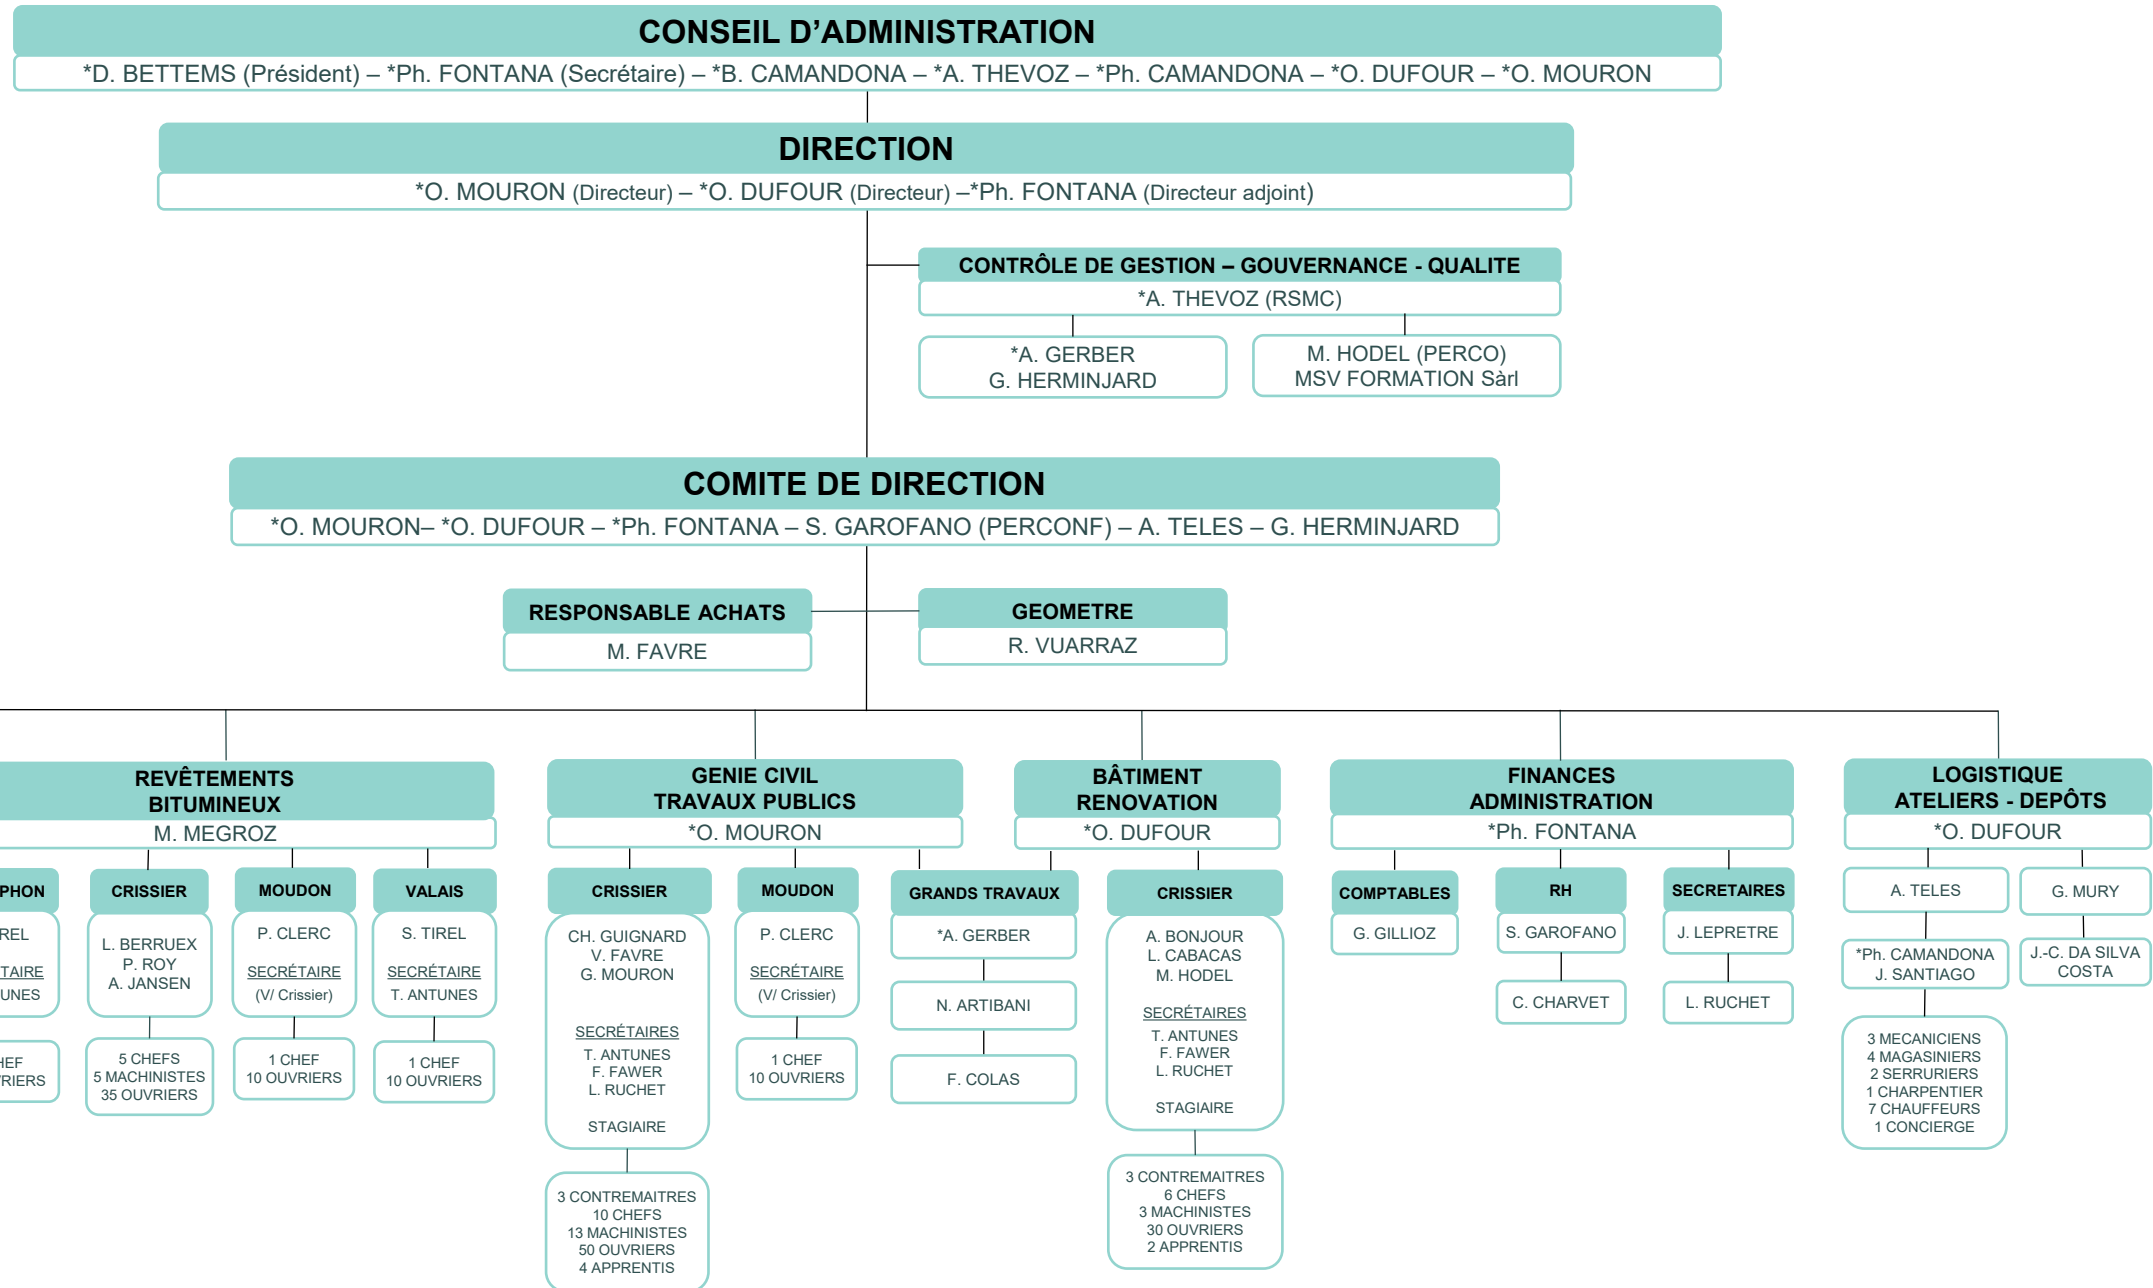 CONSEIL D’ADMINISTRATION
*D. BETTEMS (Président) – *Ph. FONTANA (Secrétaire) – *B. CAMANDONA – *A. THEVOZ – *Ph. CAMANDONA – *O. DUFOUR – *O. MOURON
DIRECTION
*O. MOURON (Directeur) – *O. DUFOUR (Directeur) –*Ph. FONTANA (Directeur adjoint)
CONTRÔLE DE GESTION – GOUVERNANCE - QUALITE
*A. THEVOZ (RSMC)
*A. GERBER
G. HERMINJARD
M. HODEL (PERCO)
MSV FORMATION Sàrl
COMITE DE DIRECTION
*O. MOURON– *O. DUFOUR – *Ph. FONTANA – S. GAROFANO (PERCONF) – A. TELES – G. HERMINJARD
RESPONSABLE ACHATS
M. FAVRE
GEOMETRE
R. VUARRAZ
REVÊTEMENTS
BITUMINEUX
M. MEGROZ
PHON
REL
TAIRE
UNES
HEF
RIERS
CRISSIER
L. BERRUEX
P. ROY
A. JANSEN
5 CHEFS
5 MACHINISTES
35 OUVRIERS
MOUDON
P. CLERC
SECRÉTAIRE
(V/ Crissier)
1 CHEF
10 OUVRIERS
VALAIS
S. TIREL
SECRÉTAIRE
T. ANTUNES
1 CHEF
10 OUVRIERS
GENIE CIVIL
TRAVAUX PUBLICS
*O. MOURON
CRISSIER
CH. GUIGNARD
V. FAVRE
G. MOURON
SECRÉTAIRES
T. ANTUNES
F. FAWER
L. RUCHET
STAGIAIRE
3 CONTREMAITRES
10 CHEFS
13 MACHINISTES
50 OUVRIERS
4 APPRENTIS
MOUDON
P. CLERC
SECRÉTAIRE
(V/ Crissier)
1 CHEF
10 OUVRIERS
GRANDS TRAVAUX
*A. GERBER
N. ARTIBANI
F. COLAS
BÂTIMENT
RENOVATION
*O. DUFOUR
CRISSIER
A. BONJOUR
L. CABACAS
M. HODEL
SECRÉTAIRES
T. ANTUNES
F. FAWER
L. RUCHET
STAGIAIRE
3 CONTREMAITRES
6 CHEFS
3 MACHINISTES
30 OUVRIERS
2 APPRENTIS
FINANCES
ADMINISTRATION
*Ph. FONTANA
COMPTABLES
G. GILLIOZ
RH
S. GAROFANO
C. CHARVET
SECRETAIRES
J. LEPRETRE
L. RUCHET
LOGISTIQUE
ATELIERS - DEPÔTS
*O. DUFOUR
A. TELES
*Ph. CAMANDONA
J. SANTIAGO
3 MECANICIENS
4 MAGASINIERS
2 SERRURIERS
1 CHARPENTIER
7 CHAUFFEURS
1 CONCIERGE
G. MURY
J.-C. DA SILVA
COSTA